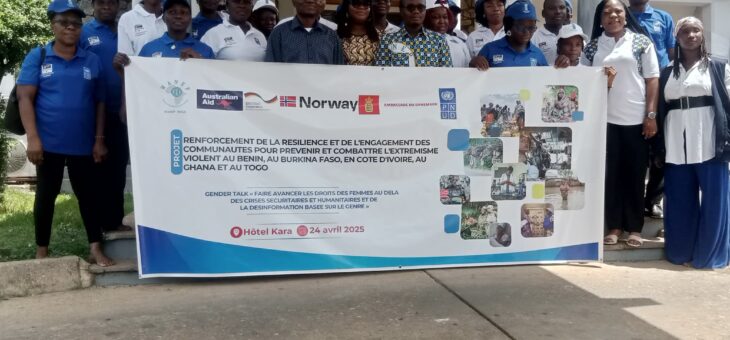 Australian
Aid
Norway
PROJET
RENFORCEMENT DE LA RESILIENCE ET DE L'ENGAGEMENT DES
COMMUNAUTES POUR PREVENIR ET COMBATTRE L'EXTREMISME
VIOLENT AU BENIN, AU BURKINA FASO, EN COTE D'IVOIRE, AU
GHANA ET AU TOGO
GENDER TALK « FAIRE AVANCER LES DROITS DES FEMMES AU DELA
DES CRISES SECURITAIRES ET HUMANITAIRES ET DE
LA DESINFORMATION BASEE SUR LE GENRE »
Hôtel Kara 24 avril 2025